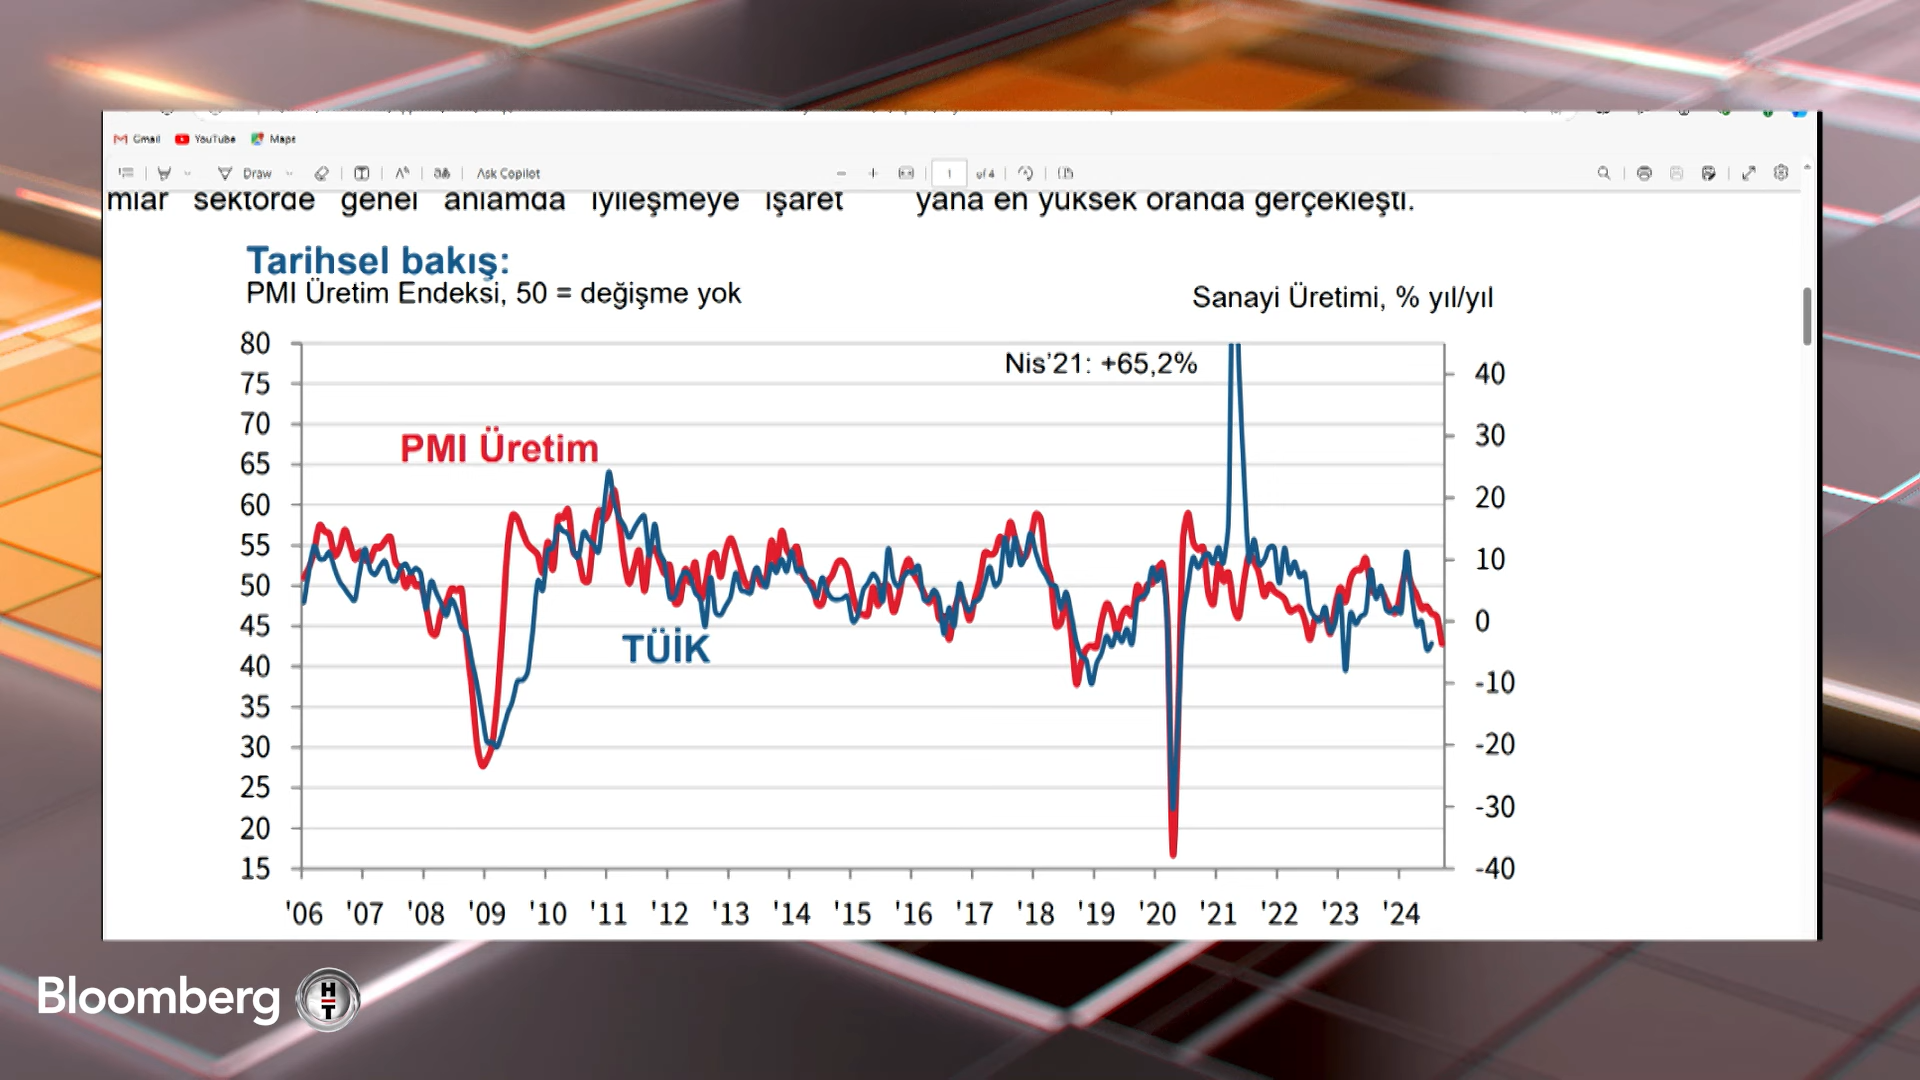 Gmail YouTube Maps
Draw Ask Copilot 1 of 4
mlar sektörde genel anlamda iyileşmeye işaret
yana en yüksek oranda gerçekleşti.
Tarihsel bakış:
PMI Üretim Endeksi, 50 = değişme yok
Sanayi Üretimi, % yıl/yıl
Nis'21: +65,2%
PMI Üretim
TÜİK
80
75
70
65
60
55
50
45
40
35
30
25
20
15
40
30
20
10
0
-10
-20
-30
-40
'06 '07 '08 '09 '10 '11 '12 '13 '14 '15 '16 '17 '18 '19 '20 '21 '22 '23 '24
Bloomberg HT